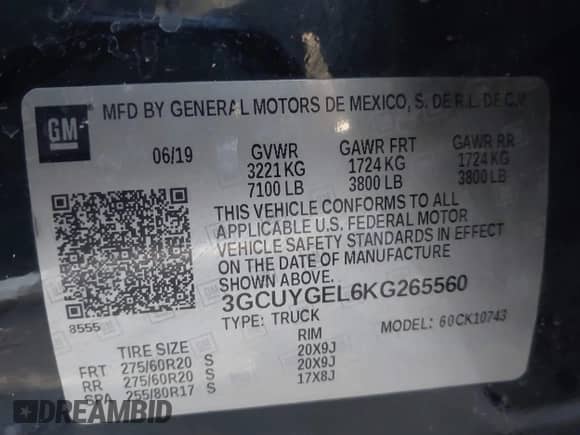 MFD BY GENERAL MOTORS DE MEXICO, S. DE R.L. DE C.V.
GM
06/19 GVWR GAWR FRT GAWR RR
3221 KG 1724 KG 1724 KG
7100 LB 3800 LB 3800 LB
THIS VEHICLE CONFORMS TO ALL
APPLICABLE U.S. FEDERAL MOTOR
VEHICLE SAFETY STANDARDS IN EFFECT
ON THE DATE OF MANUFACTURE
SHOWN ABOVE.
3GCUYGEL6KG265560
8555
TYPE: TRUCK MODEL: 60CK10743
TIRE SIZE RIM
FRT 275/60R20 S 20X9J
RR 275/60R20 S 20X9J
SPA 255/80R17 S 17X8J
DREAMBID